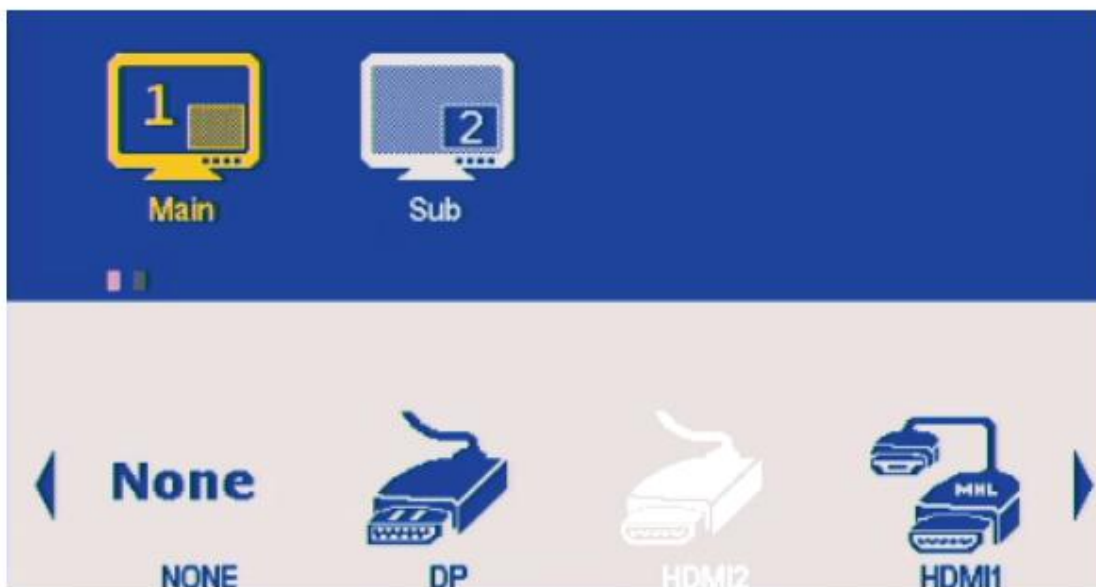 1
2
Main
Sub
None
MHL
NONE
DP
HDMI2
HDMI1